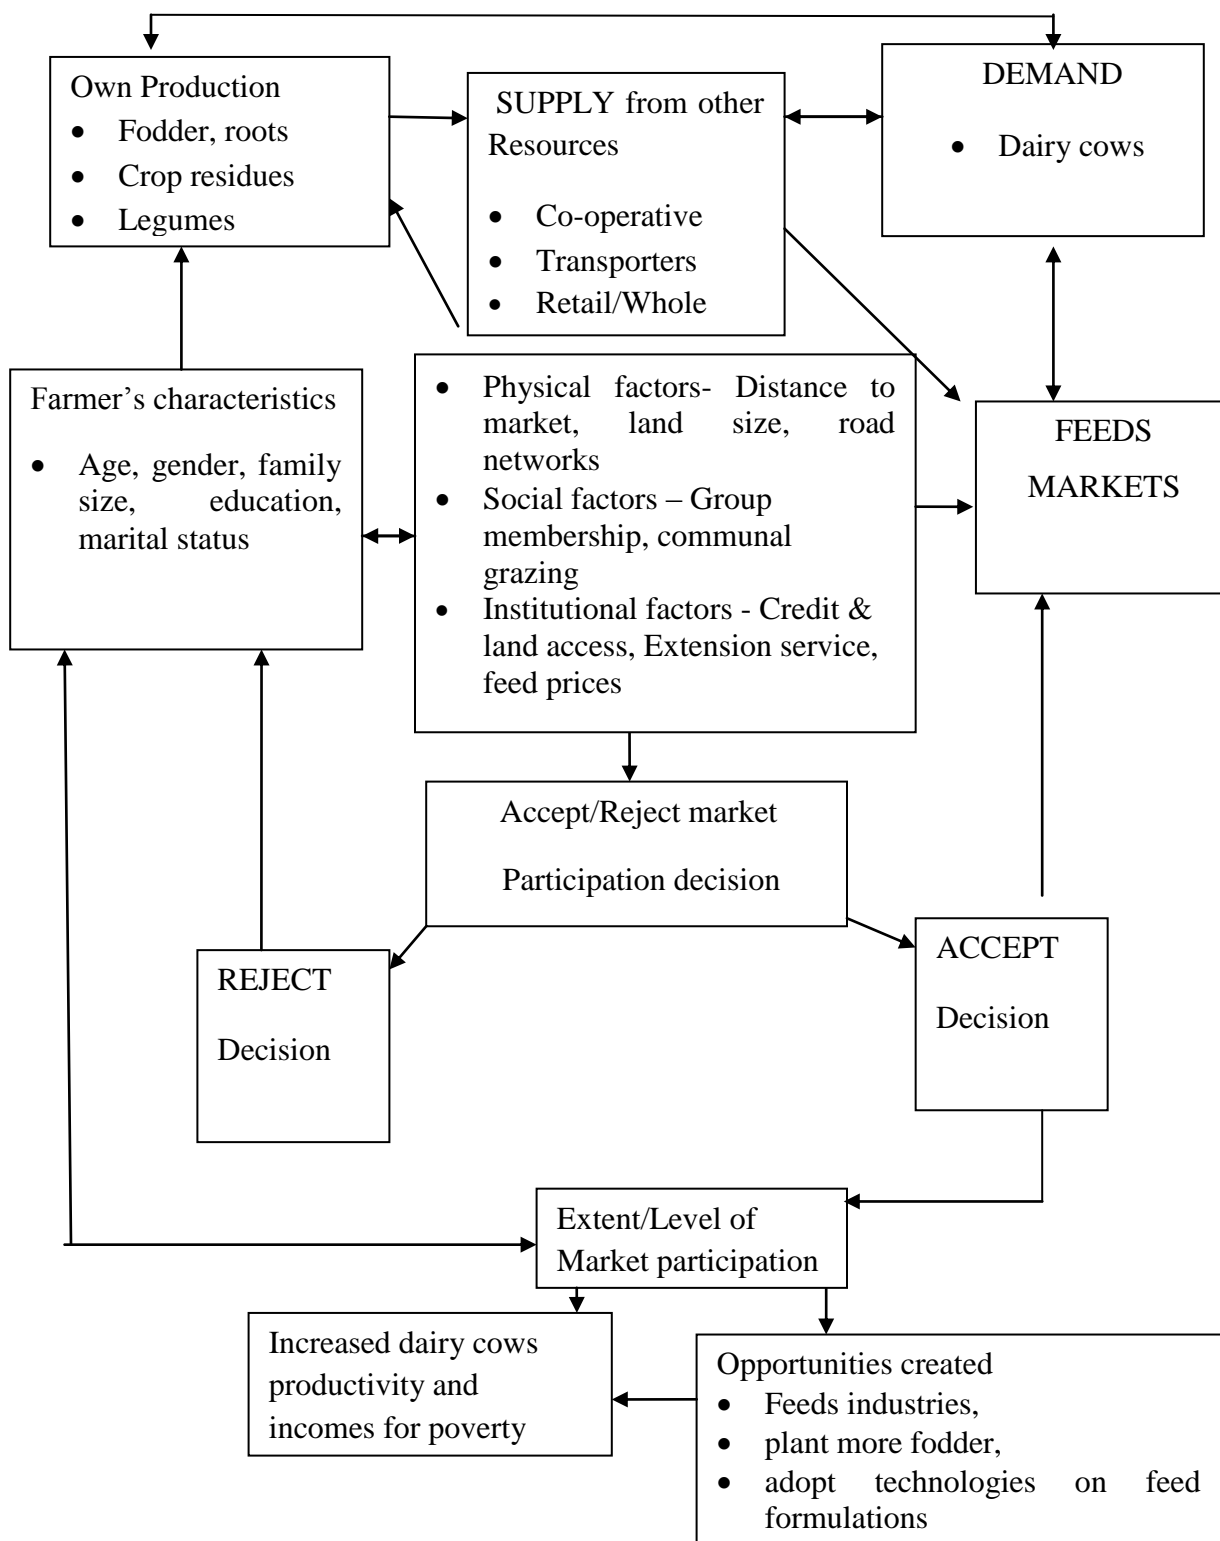 Own Production
• Fodder, roots
• Crop residues
• Legumes
SUPPLY from other
Resources
• Co-operative
• Transporters
• Retail/Whole
DEMAND
• Dairy cows
Farmer’s characteristics
• Age, gender, family
size, education,
marital status
• Physical factors- Distance to
market, land size, road
networks
• Social factors – Group
membership, communal
grazing
• Institutional factors - Credit &
land access, Extension service,
feed prices
FEEDS
MARKETS
Accept/Reject market
Participation decision
REJECT
Decision
ACCEPT
Decision
Extent/Level of
Market participation
Increased dairy cows
productivity and
incomes for poverty
Opportunities created
• Feeds industries,
• plant more fodder,
• adopt technologies on feed
formulations